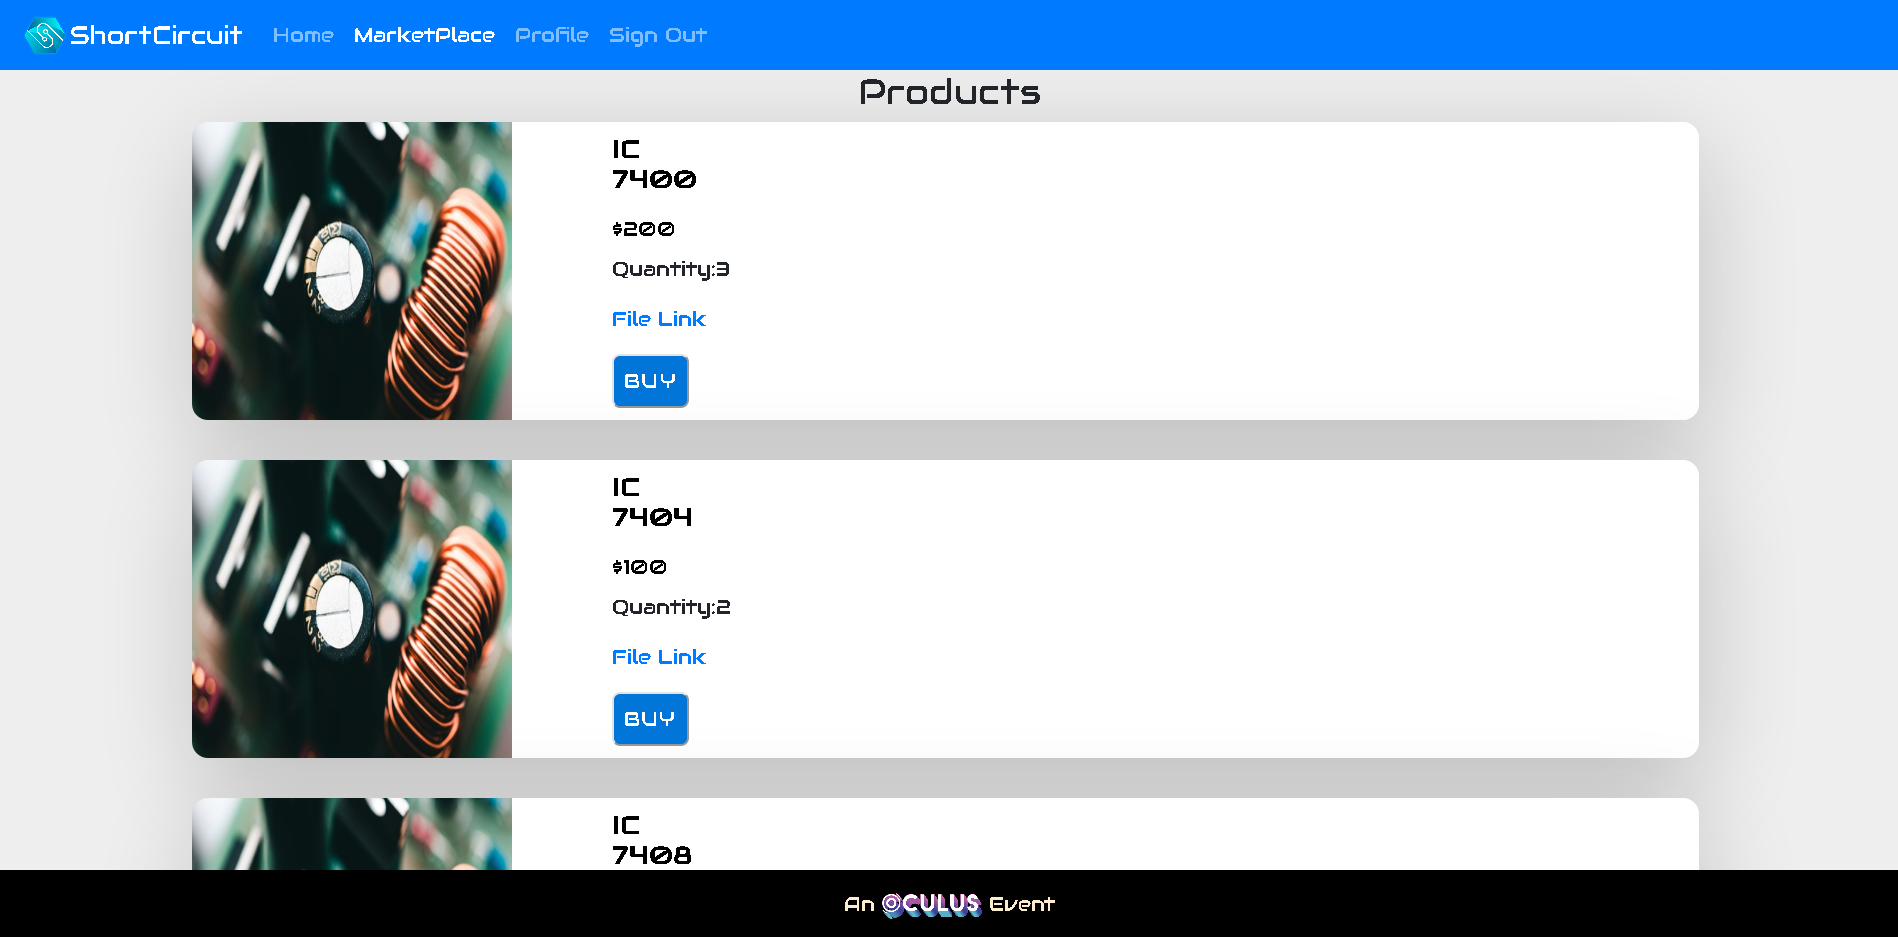 ShortCircuit Home MarketPlace Profile Sign Out
Products
IC
7400
$200
Quantity:3
File Link
BUY
IC
7404
$100
Quantity:2
File Link
BUY
IC
7408
An OCULUS Event